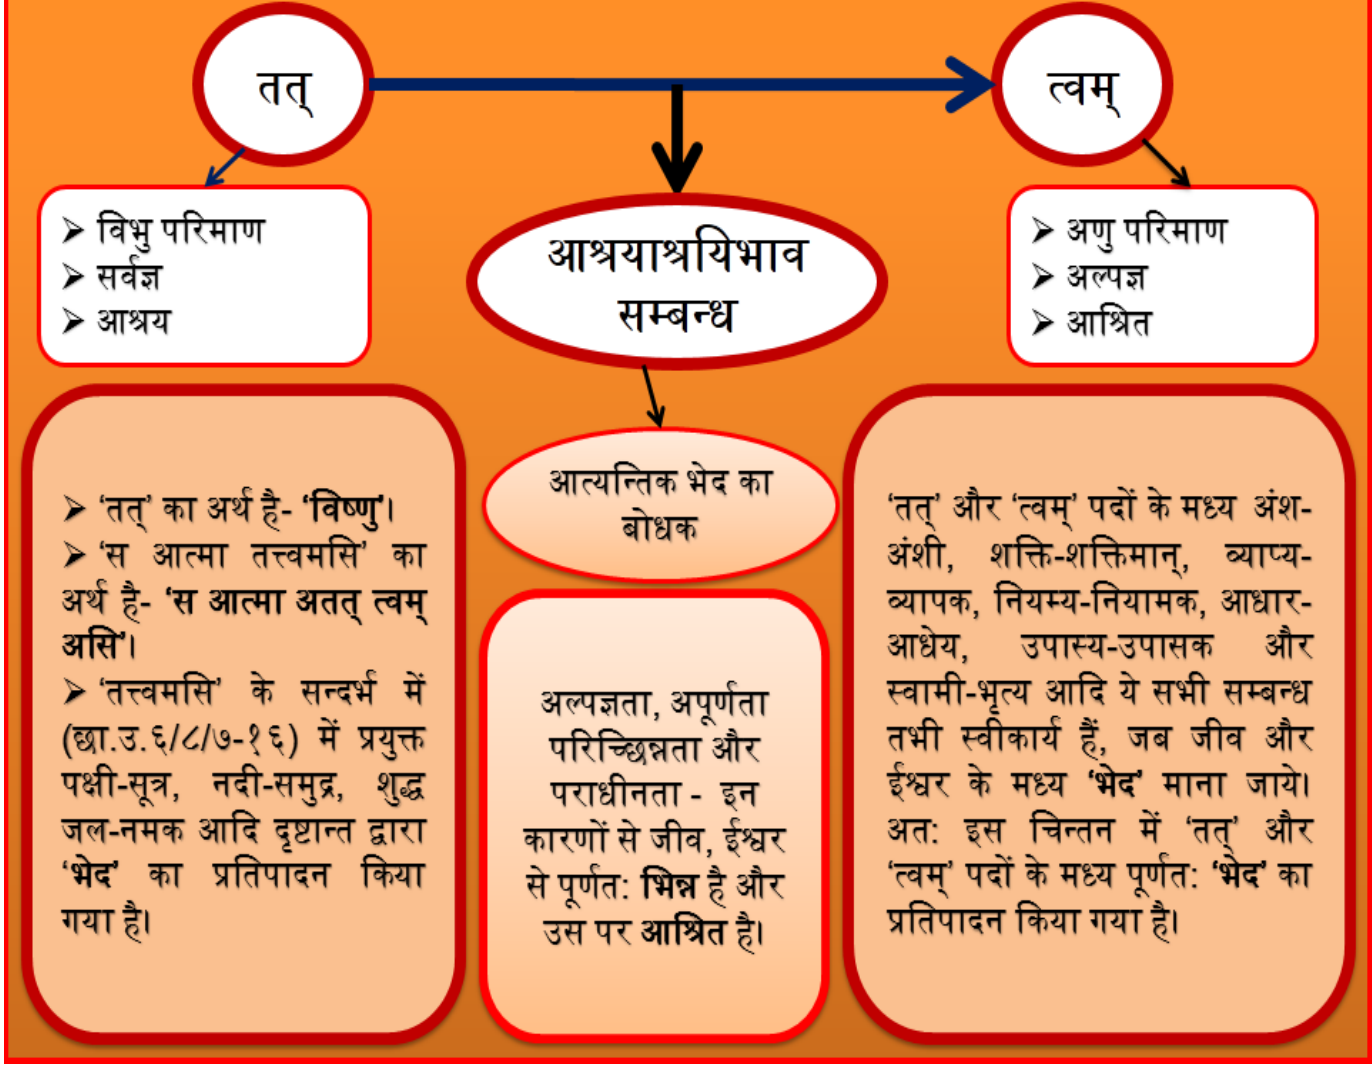 तत्
त्वम्
➢ विभु परिमाण
➢ सर्वज्ञ
➢ आश्रय
आश्रयाश्रयिभाव
सम्बन्ध
➢ अणु परिमाण
➢ अल्पज्ञ
➢ आश्रित
➢ ‘तत्’ का अर्थ है- ‘विष्णु’।
➢ ‘स आत्मा तत्त्वमसि’ का
अर्थ है- ‘स आत्मा अतत् त्वम्
असि’।
➢ ‘तत्त्वमसि’ के सन्दर्भ में
(छा.उ.६/८/७-१६) में प्रयुक्त
पक्षी-सूत्र, नदी-समुद्र, शुद्ध
जल-नमक आदि दृष्टान्त द्वारा
‘भेद’ का प्रतिपादन किया
गया है।
आत्यन्तिक भेद का
बोधक
अल्पज्ञता, अपूर्णता
परिच्छिन्नता और
पराधीनता - इन
कारणों से जीव, ईश्वर
से पूर्णत: भिन्न है और
उस पर आश्रित है।
‘तत्’ और ‘त्वम्’ पदों के मध्य अंश-
अंशी, शक्ति-शक्तिमान्, व्याप्य-
व्यापक, नियम्य-नियामक, आधार-
आधेय, उपास्य-उपासक और
स्वामी-भृत्य आदि ये सभी सम्बन्ध
तभी स्वीकार्य हैं, जब जीव और
ईश्वर के मध्य ‘भेद’ माना जाये।
अत: इस चिन्तन में ‘तत्’ और
‘त्वम्’ पदों के मध्य पूर्णत: ‘भेद’ का
प्रतिपादन किया गया है।